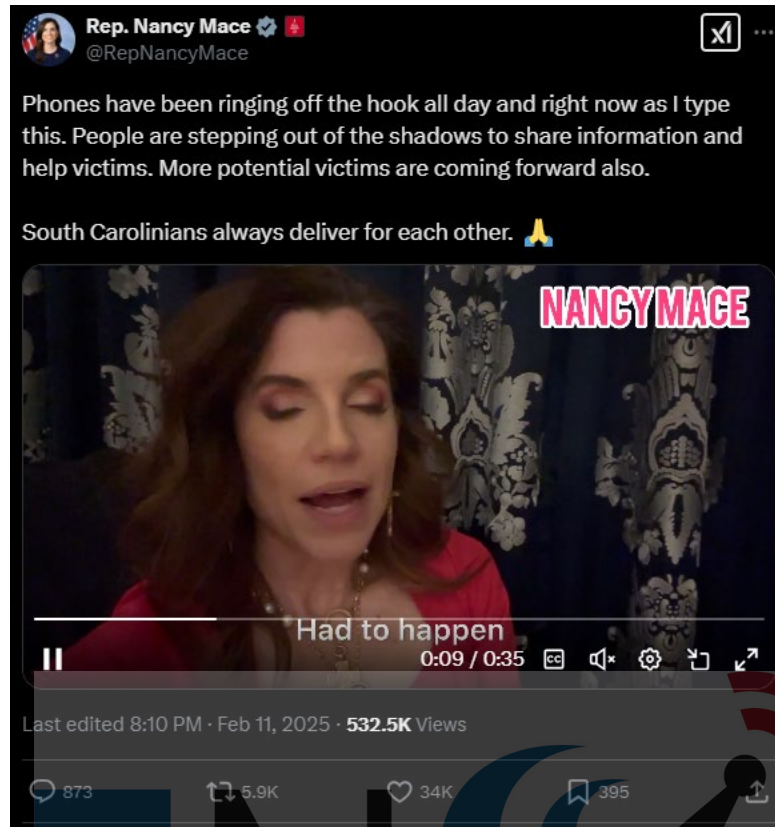 Rep. Nancy Mace
@RepNancyMace
Phones have been ringing off the hook all day and right now as I type
this. People are stepping out of the shadows to share information and
help victims. More potential victims are coming forward also.
South Carolinians always deliver for each other. 🙏
NANCY MACE
Had to happen
0:09 / 0:35 CC
Last edited 8:10 PM · Feb 11, 2025 · 532.5K Views
873 5.9K 34K 395